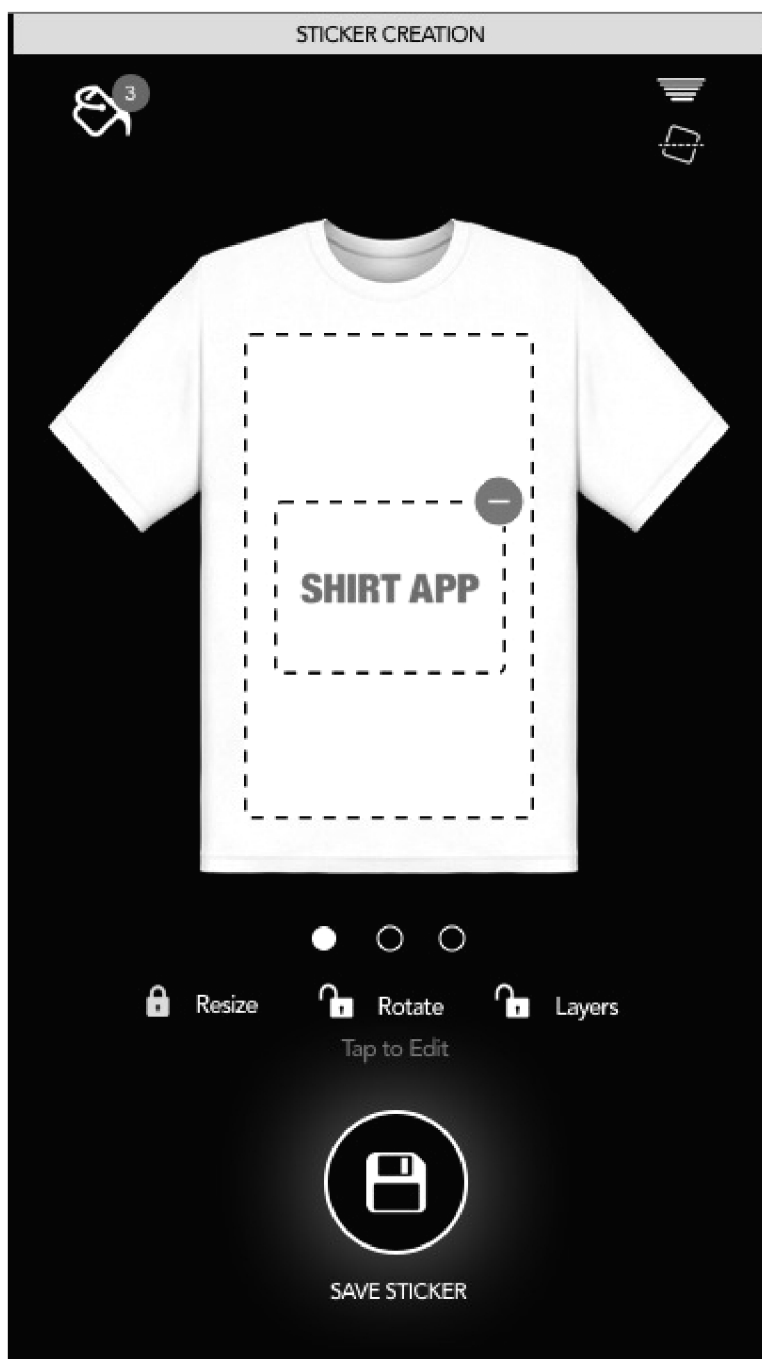 STICKER CREATION
3
SHIRT APP
Resize Rotate Layers
Tap to Edit
SAVE STICKER